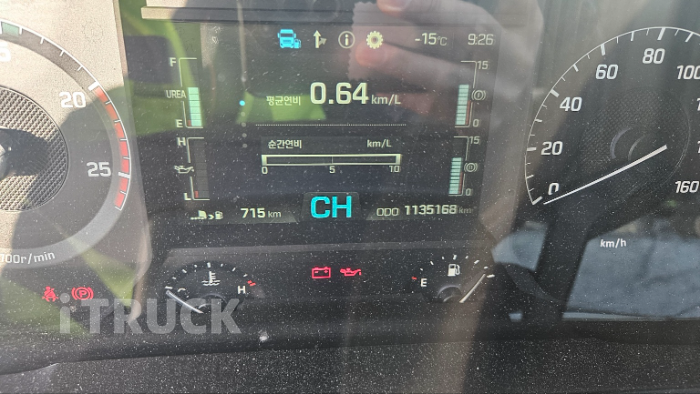 -15°C 9:26
F
UREA
E
평균연비 0.64 km/L
15
0
H
L
순간연비 km/L
0 5 10
15
0
715 km
CH
ODO 1135168 km
20
25
100r/min
H
E
0
20
40
60
80
100
160
km/h
iTRUCK